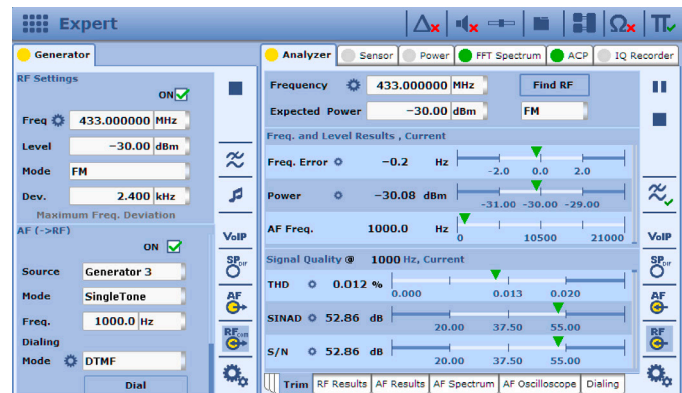 Expert
Generator
RF Settings
ON
Freq 433.000000 MHz
Level -30.00 dBm
Mode FM
Dev. 2.400 kHz
Maximum Freq. Deviation
AF (->RF)
ON
Source Generator 3
Mode SingleTone
Freq. 1000.0 Hz
Dialing
Mode DTMF
Dial
VoIP
SP DIF
AF
RF com
Analyzer Sensor Power FFT Spectrum ACP IQ Recorder
Frequency 433.000000 MHz Find RF
Expected Power -30.00 dBm FM
Freq. and Level Results , Current
Freq. Error -0.2 Hz
-2.0 0.0 2.0
Power -30.08 dBm
-31.00 -30.00 -29.00
AF Freq. 1000.0 Hz
0 10500 21000
Signal Quality @ 1000 Hz, Current
THD 0.012 %
0.000 0.013 0.020
SINAD 52.86 dB
20.00 37.50 55.00
S/N 52.86 dB
20.00 37.50 55.00
Trim RF Results AF Results AF Spectrum AF Oscilloscope Dialing
VoIP
SP DIF
AF
RF